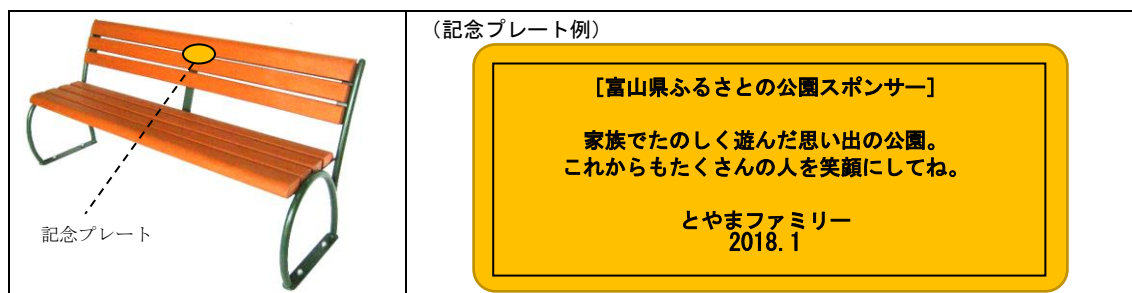 記念プレート
（記念プレート例）
［富山県ふるさとの公園スポンサー］
家族でたのしく遊んだ思い出の公園。
これからもたくさんの人を笑顔にしてね。
とやまファミリー
2018.1